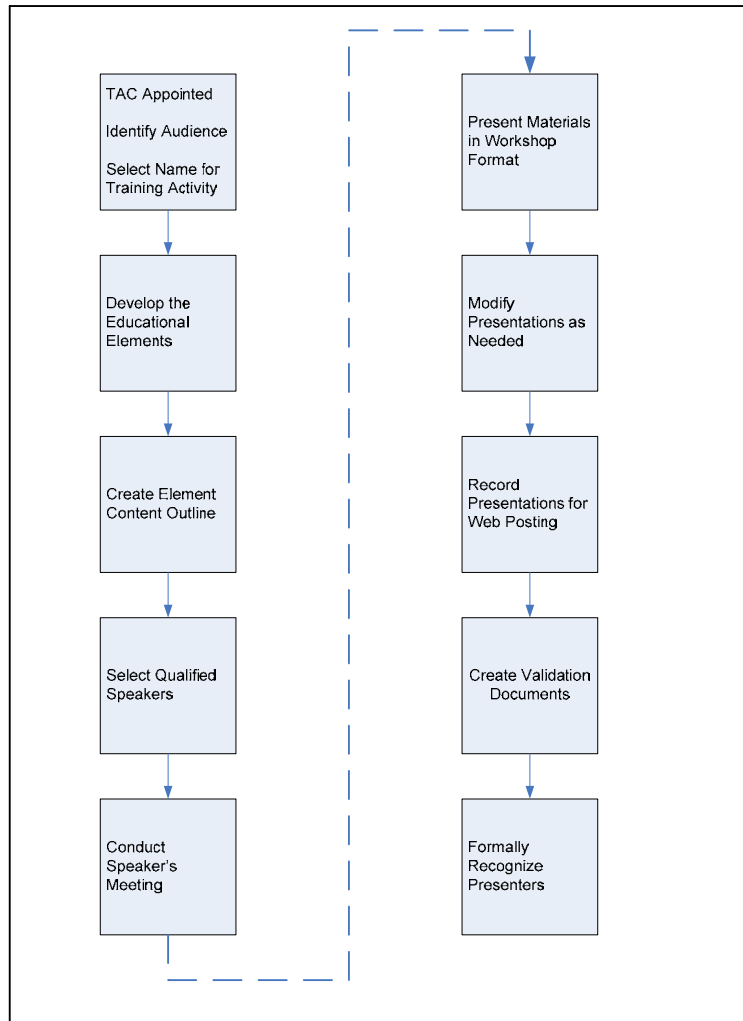 TAC Appointed
Identify Audience
Select Name for
Training Activity
Develop the
Educational
Elements
Create Element
Content Outline
Select Qualified
Speakers
Conduct
Speaker's
Meeting
Present Materials
in Workshop
Format
Modify
Presentations as
Needed
Record
Presentations for
Web Posting
Create Validation
Documents
Formally
Recognize
Presenters